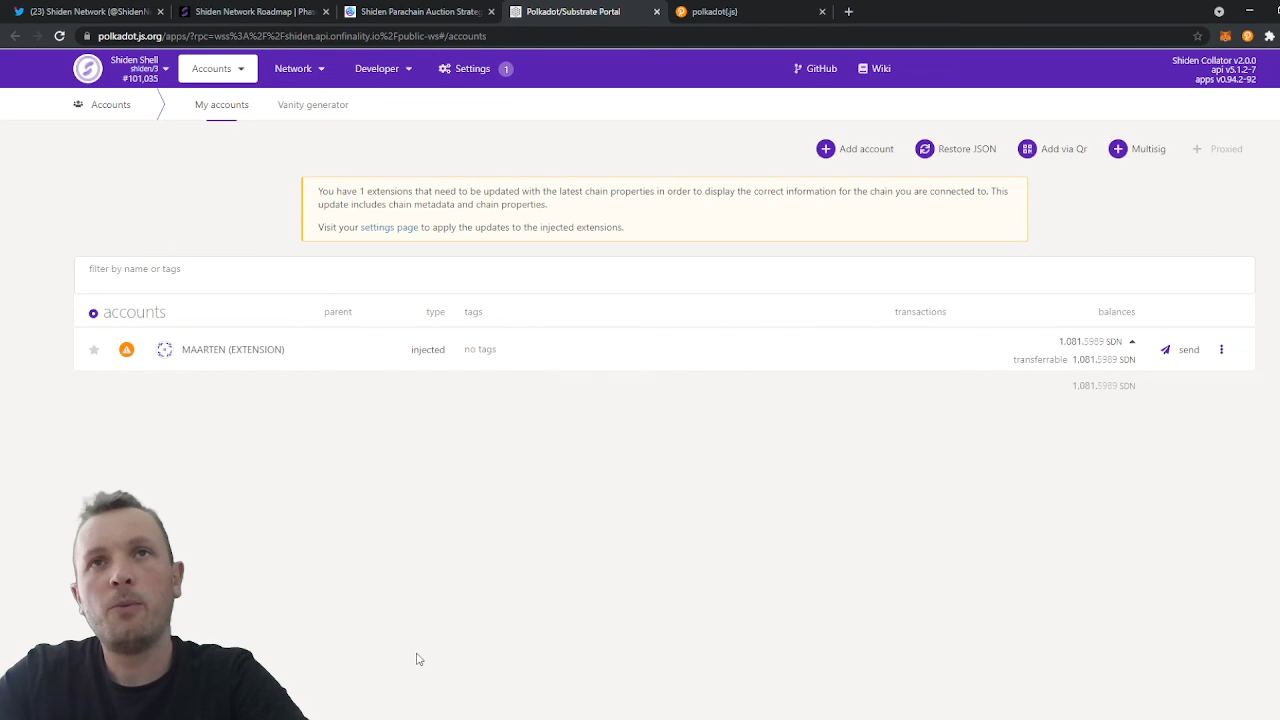 (23) Shiden Network (@ShidenN
Shiden Network Roadmap | Phas
Shiden Parachain Auction Strateg
Polkadot/Substrate Portal
polkadot{.js}
polkadot.js.org/apps/?rpc=wss%3A%2F%2Fshiden.api.onfinality.io%2Fpublic-ws#/accounts
Shiden Shell
shiden/3
#101,035
Accounts
Network
Developer
Settings
1
GitHub
Wiki
Shiden Collator v2.0.0
api v5.1.2-7
apps v0.94.2-92
Accounts
My accounts
Vanity generator
Add account
Restore JSON
Add via Qr
Multisig
Proxied
You have 1 extensions that need to be updated with the latest chain properties in order to display the correct information for the chain you are connected to. This
update includes chain metadata and chain properties.
Visit your settings page to apply the updates to the injected extensions.
filter by name or tags
accounts
parent
type
tags
transactions
balances
MAARTEN (EXTENSION)
injected
no tags
1,081.5989 SDN
transferrable 1,081.5989 SDN
send
1,081.5989 SDN